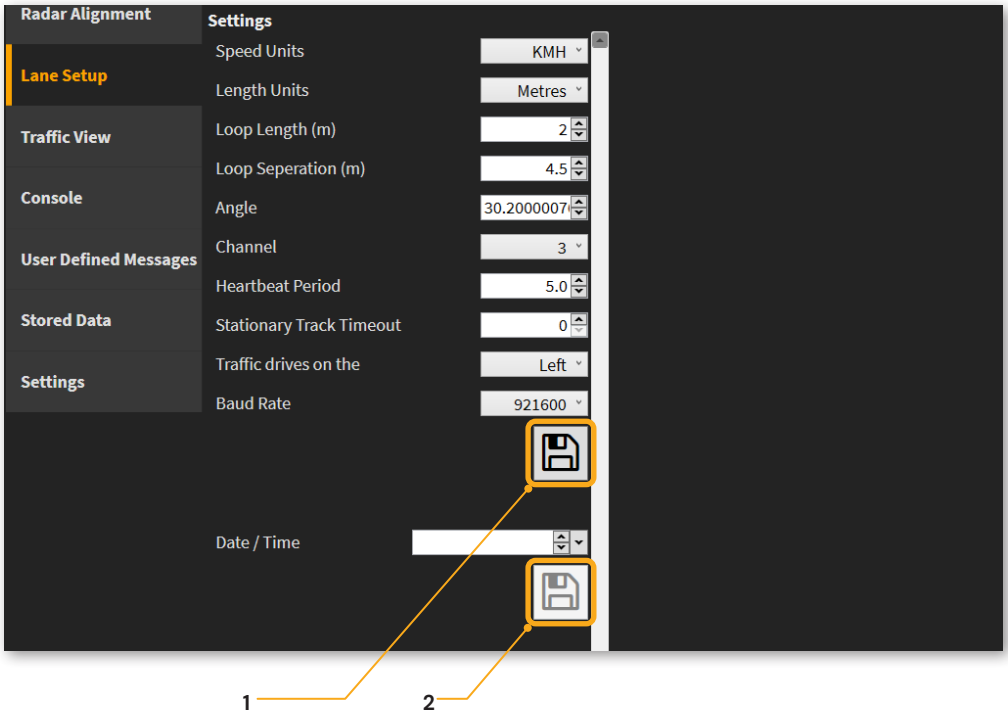 Radar Alignment
Lane Setup
Traffic View
Console
User Defined Messages
Stored Data
Settings
Settings
Speed Units KMH
Length Units Metres
Loop Length (m) 2
Loop Seperation (m) 4.5
Angle 30.2000007
Channel 3
Heartbeat Period 5.0
Stationary Track Timeout 0
Traffic drives on the Left
Baud Rate 921600
Date / Time
1 2